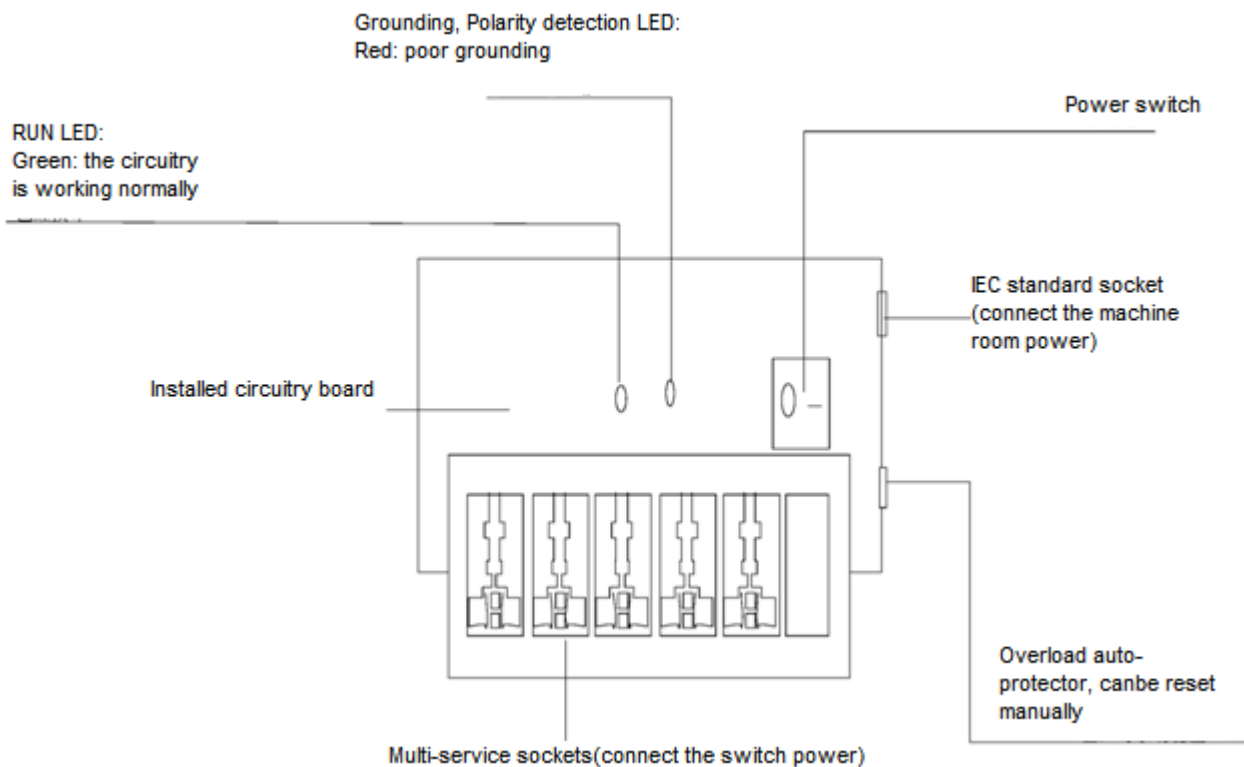 Grounding, Polarity detection LED:
Red: poor grounding
Power switch
RUN LED:
Green: the circuitry
is working normally
IEC standard socket
(connect the machine
room power)
Installed circuitry board
Overload auto-
protector, canbe reset
manually
Multi-service sockets(connect the switch power)